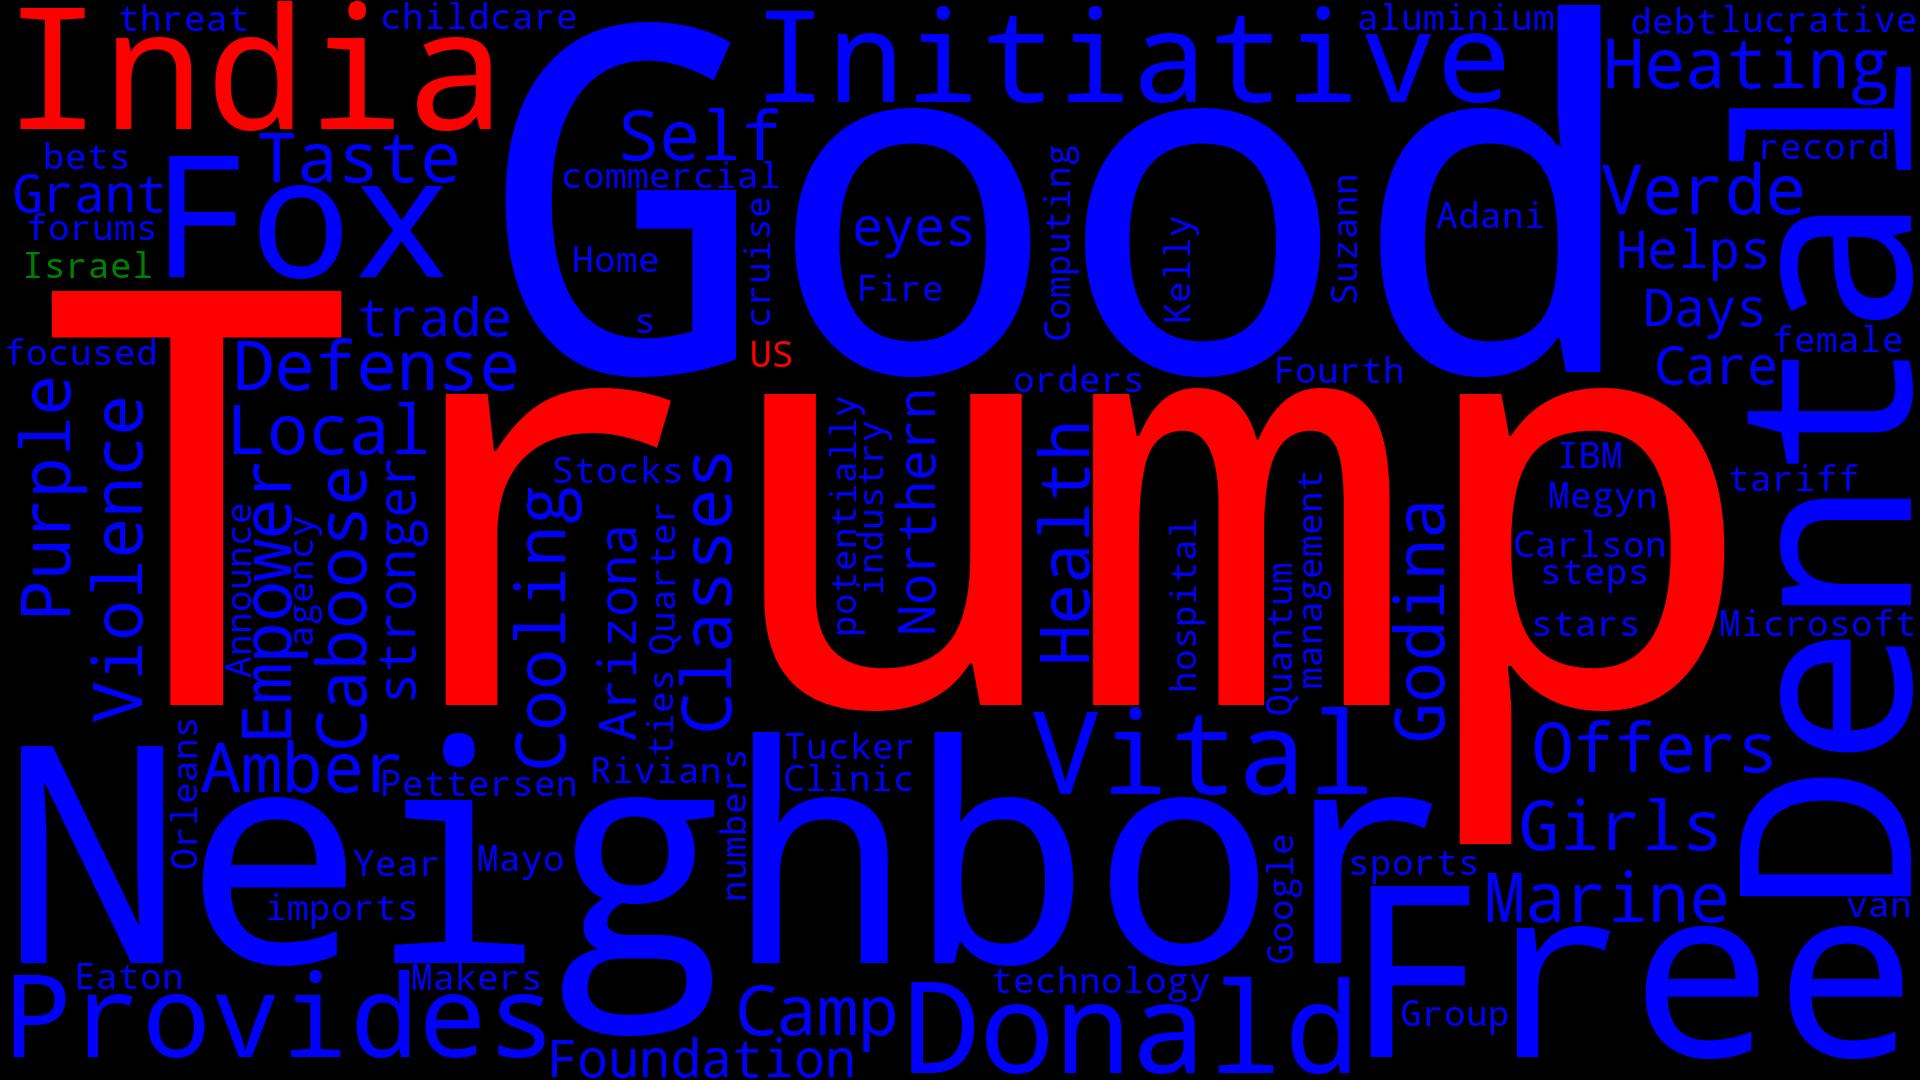 threat
childcare
India
Good
Initiative
aluminium
debt
lucrative
Heating
bets
Taste
Self
commercial
record
Grant
Fox
forums
Israel
Home
s
cruise
eyes
Fire
Computing
Kelly
Suzann
Adani
Verde
Helps
Days
female
Care
Dental
Trump
trade
focused
Defense
US
orders
Fourth
Purple
Violence
Local
Announce
EmpoWer
agency
Caboose
stronger
Cooling
Stocks
Arizona
Quarter
ties
Classes
potentially
industry
Northern
Health
hospital
Quantum
management
Godina
IBM
Megyn
Carlson
steps
stars
tariff
Microsoft
Orleans
Amber
Pettersen
Rivian
numbers
Tucker
Clinic
Vital
Offers
Girls
Neighbor
Year
Mayo
imports
Google
sports
Marine
van
Free
Group
Eaton
Makers
Provides
Foundation
Camp
Donald
technology